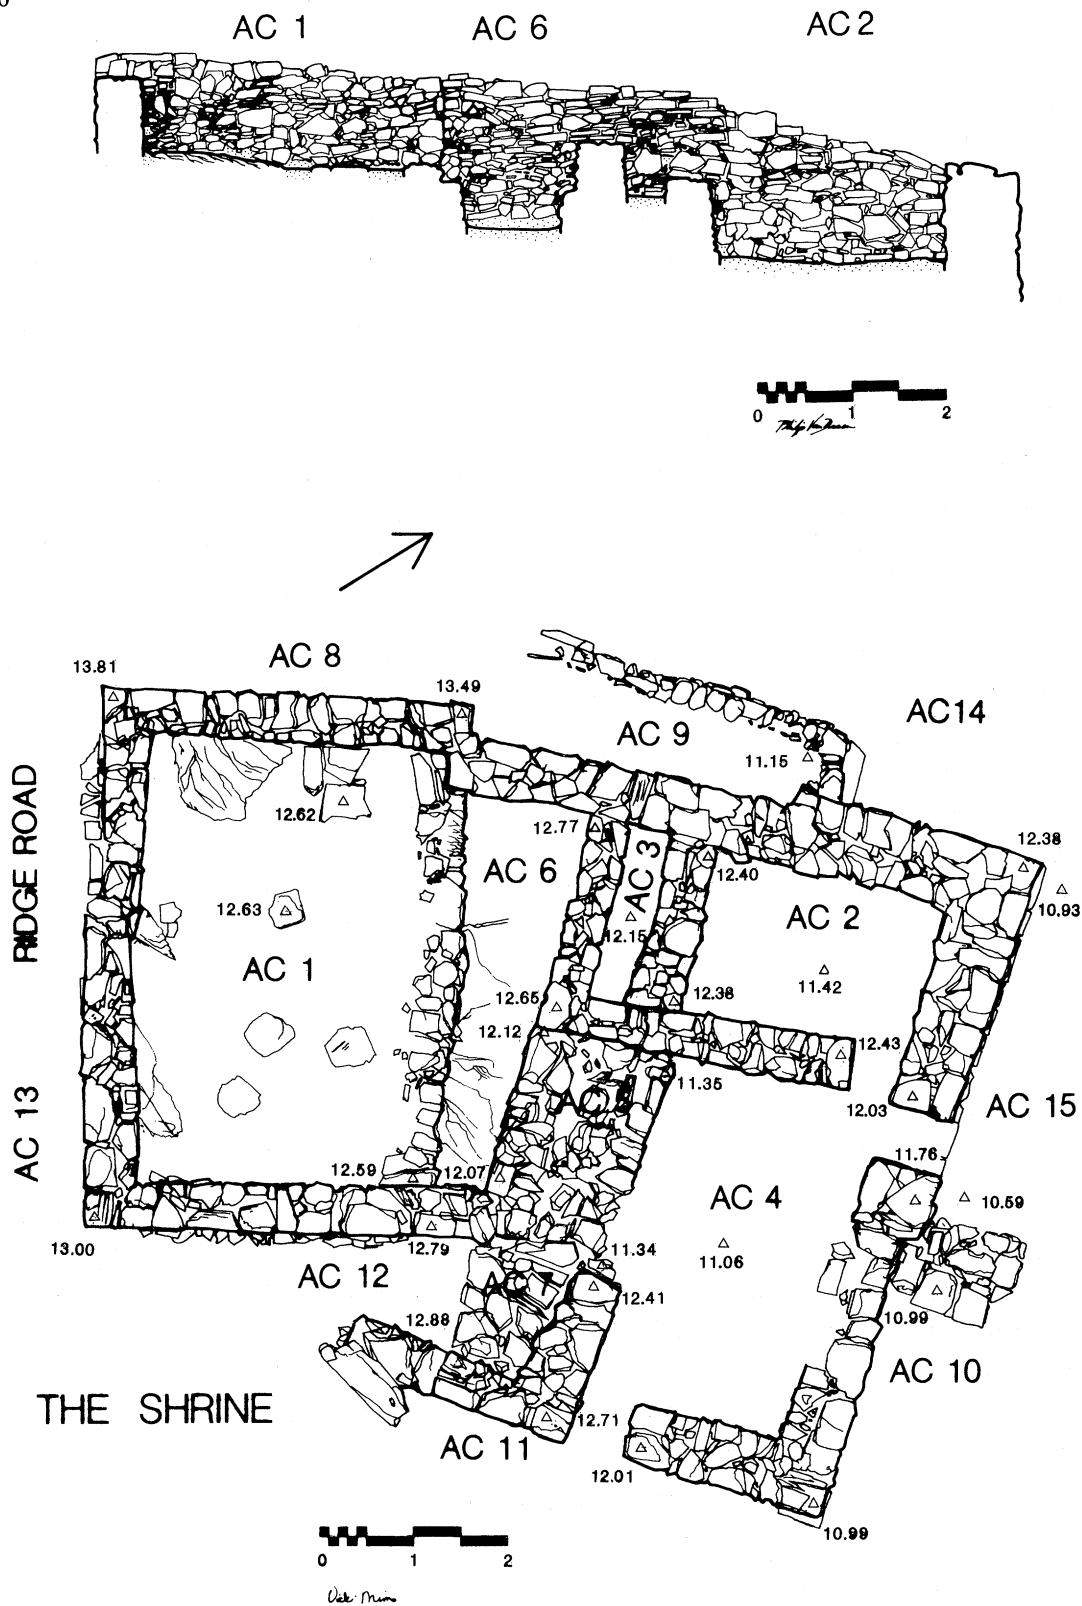 AC 1 AC 6 AC 2
0 1 2
AC 8
13.81
13.49
AC 9
AC14
11.15
12.62
12.77
12.38
12.40
10.93
RIDGE ROAD
AC 6
AC 3
AC 2
12.63
12.15
AC 1
11.42
12.65
12.38
12.12
12.43
11.35
12.03
AC 13
AC 15
11.76
12.59
12.07
AC 4
10.59
13.00
12.79
11.34
11.06
AC 12
AC 7
12.41
12.88
10.99
AC 10
THE SHRINE
12.71
AC 11
12.01
10.99
0 1 2